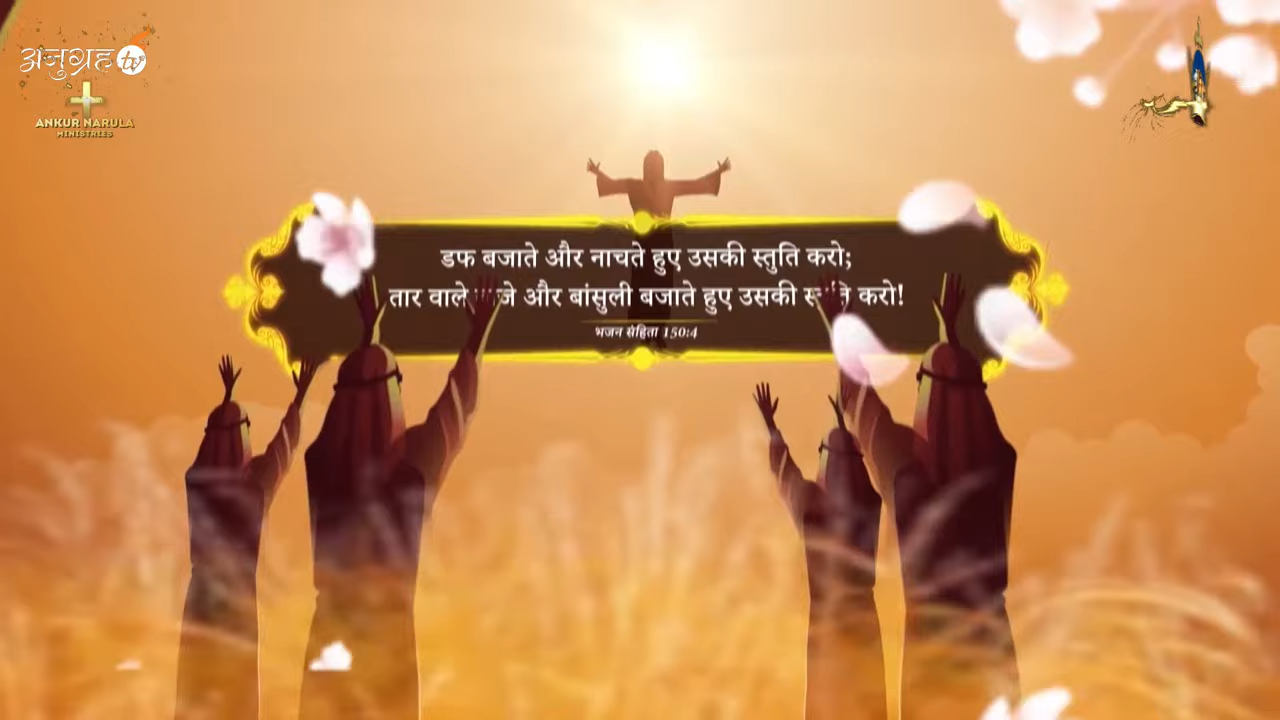 अनुग्रह tv
ANKUR NARULA
MINISTRIES
डफ बजाते और नाचते हुए उसकी स्तुति करो;
तार वाले और बांसुली बजाते हुए उसकी करो!
भजन संहिता 150:4